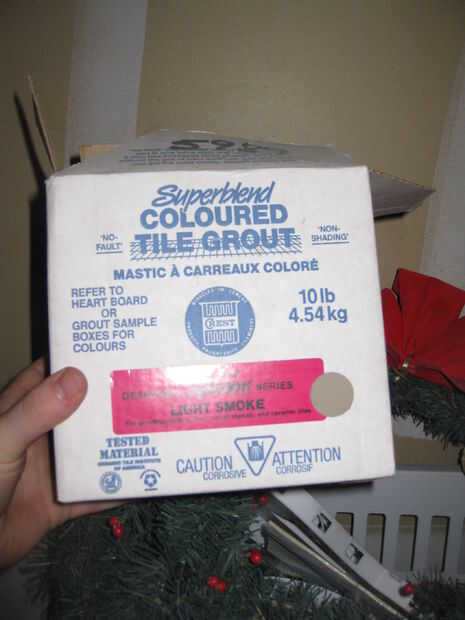 Superblend
COLOURED
TILE GROUT
'NO-
FAULT'
'NON-
SHADING'
MASTIC À CARREAUX COLORÉ
REFER TO
HEART BOARD
OR
GROUT SAMPLE
BOXES FOR
COLOURS
10 lb
4.54 kg
SERIES
LIGHT SMOKE
TESTED
MATERIAL
CAUTION
CORROSIVE
ATTENTION
CORROSIF